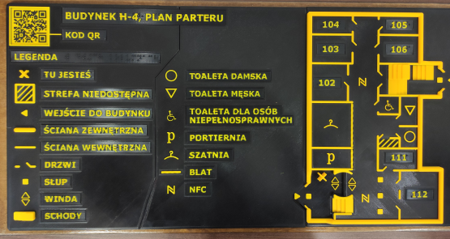 BUDYNEK H-4, PLAN PARTERU
KOD QR
LEGENDA
TU JESTEŚ
STREFA NIEDOSTĘPNA
WEJŚCIE DO BUDYNKU
ŚCIANA ZEWNĘTRZNA
ŚCIANA WEWNĘTRZNA
DRZWI
SŁUP
WINDA
SCHODY
TOALETA DAMSKA
TOALETA MĘSKA
TOALETA DLA OSÓB
NIEPEŁNOSPRAWNYCH
p PORTIERNIA
SZATNIA
BLAT
N NFC
104
105
103
106
102
N
p
111
N
112